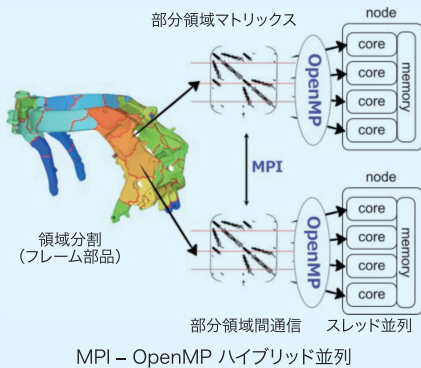 部分領域マトリックス
node
core
core
core
core
memory
OpenMP
MPI
node
core
core
core
core
memory
OpenMP
領域分割
(フレーム部品)
部分領域間通信
スレッド並列
MPI – OpenMP ハイブリッド並列